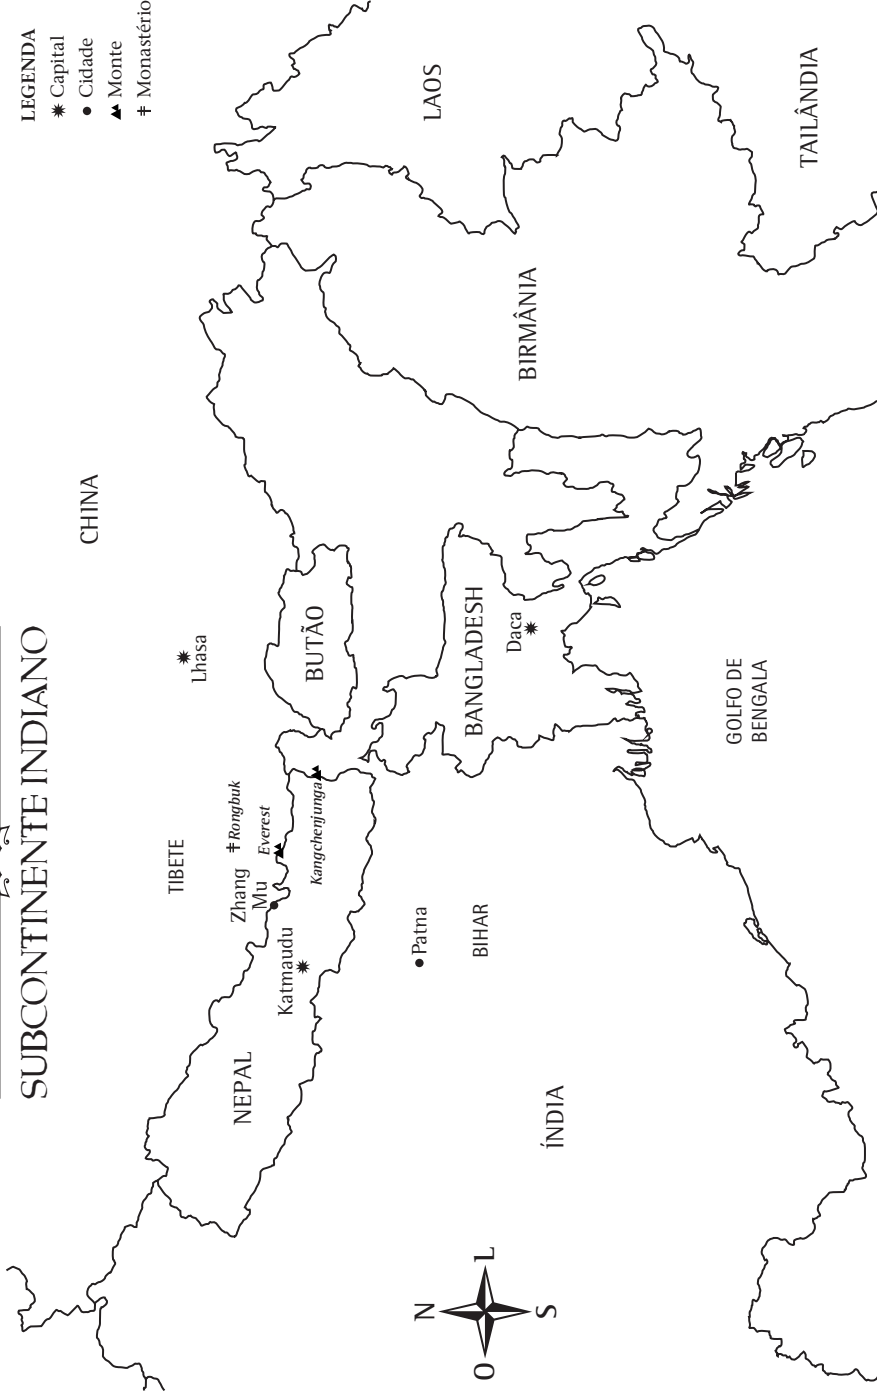 SUBCONTINENTE INDIANO
LEGENDA
Capital
Cidade
Monte
Monastério
CHINA
TIBETE
Lhasa
Rongbuk
Everest
Zhang
Mu
Kangchenjunga
Katmaudu
NEPAL
BUTÃO
Patna
BIHAR
BANGLADESH
Daca
ÍNDIA
BIRMÂNIA
LAOS
TAILÂNDIA
GOLFO DE
BENGALA
N
O
L
S